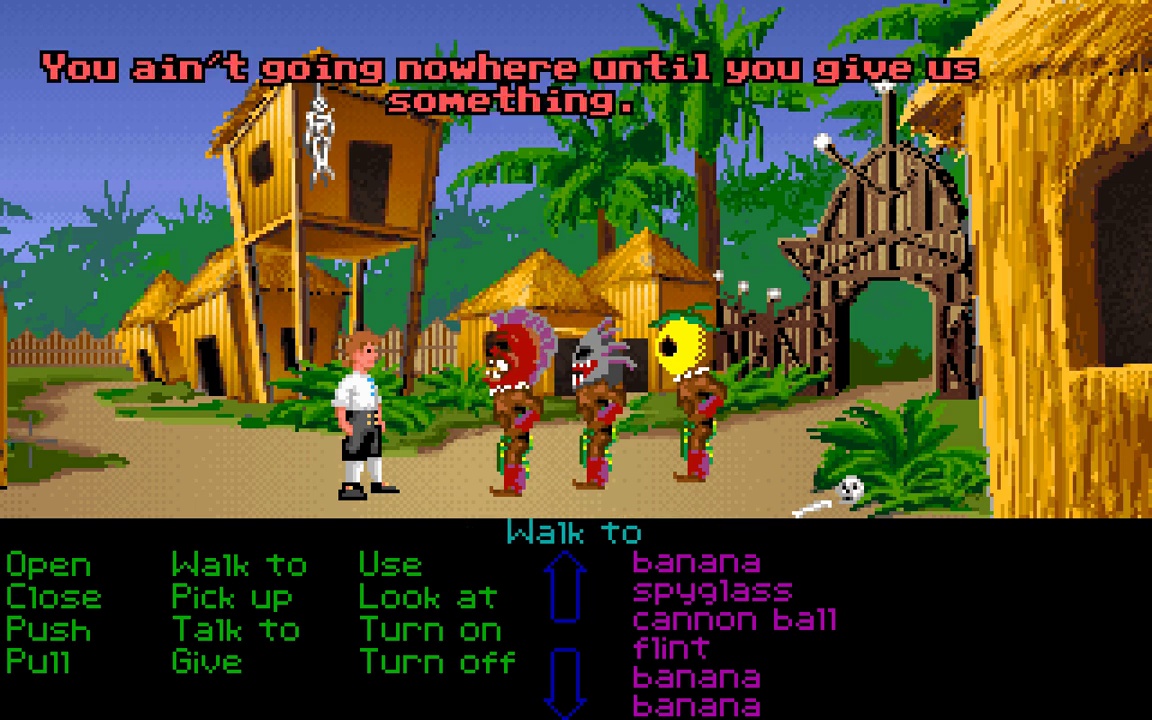 You ain't going nowhere until you give us
something.
Walk to
Open Walk to Use
Close Pick up Look at
Push Talk to Turn on
Pull Give Turn off
banana
spyglass
cannon ball
flint
banana
banana